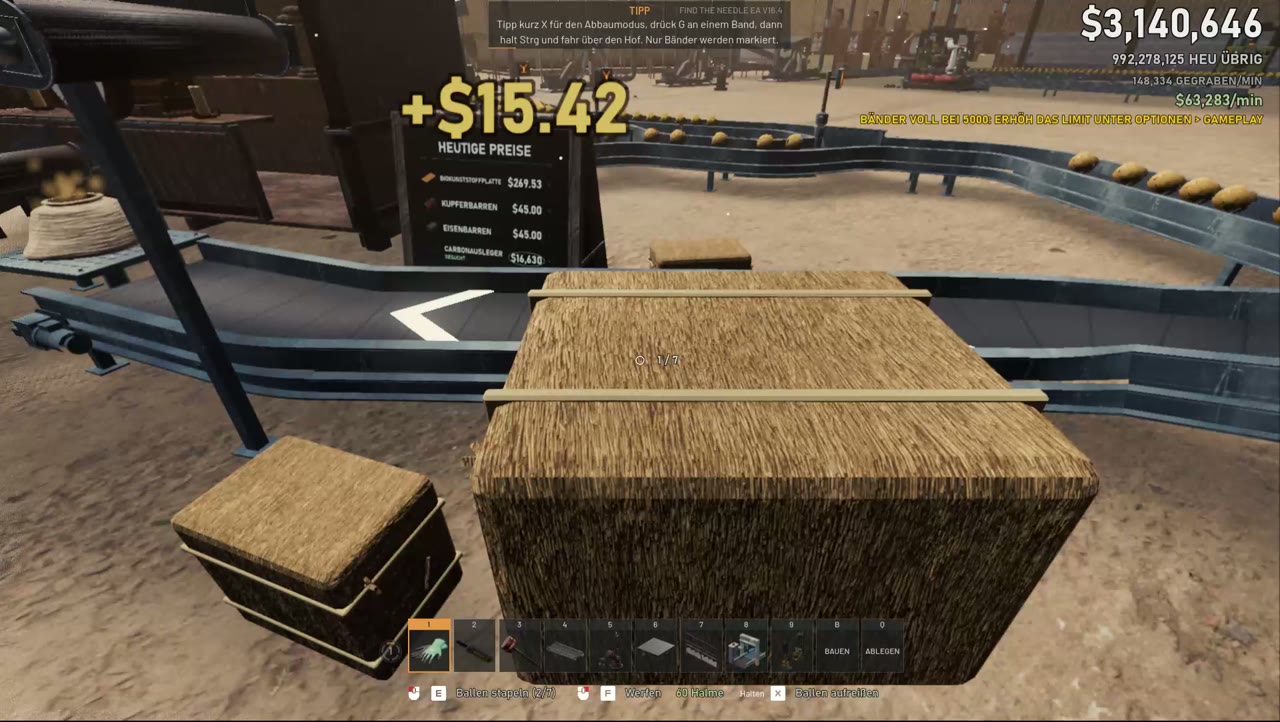 TIPP
FIND THE NEEDLE EA V16.4
Tipp kurz X für den Abbaumodus, drück G an einem Band, dann
halt Strg und fahr über den Hof. Nur Bänder werden markiert.
$3,140,646
992,278,125 HEU ÜBRIG
148,334 GEGRABEN/MIN
$63,283/min
BÄNDER VOLL BEI 5000: ERHÖH DAS LIMIT UNTER OPTIONEN > GAMEPLAY
+$15.42
HEUTIGE PREISE
BIOKUNSTSTOFFPLATTE $269.53
KUPFERBARREN $45.00
EISENBARREN $45.00
CARBONAUSLEGER $16,630
GESUCHT
1/7
1 2 3 4 5 6 7 8 9 B Q
BAUEN ABLEGEN
E Ballen stapeln (2/7) F Werfen 60 Halme Halten X Ballen aufreißen